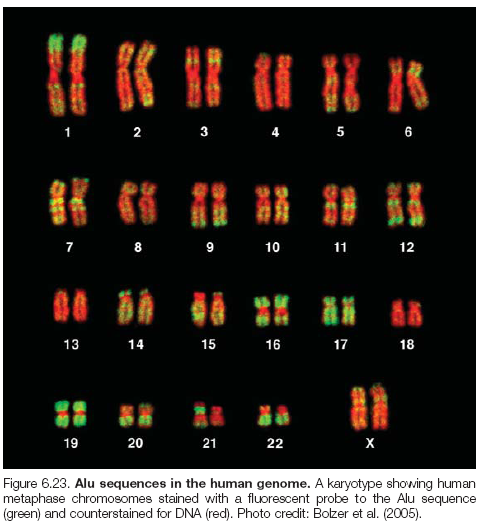 1 2 3 4 5 6
7 8 9 10 11 12
13 14 15 16 17 18
19 20 21 22 X
Figure 6.23. Alu sequences in the human genome. A karyotype showing human
metaphase chromosomes stained with a fluorescent probe to the Alu sequence
(green) and counterstained for DNA (red). Photo credit: Bolzer et al. (2005).